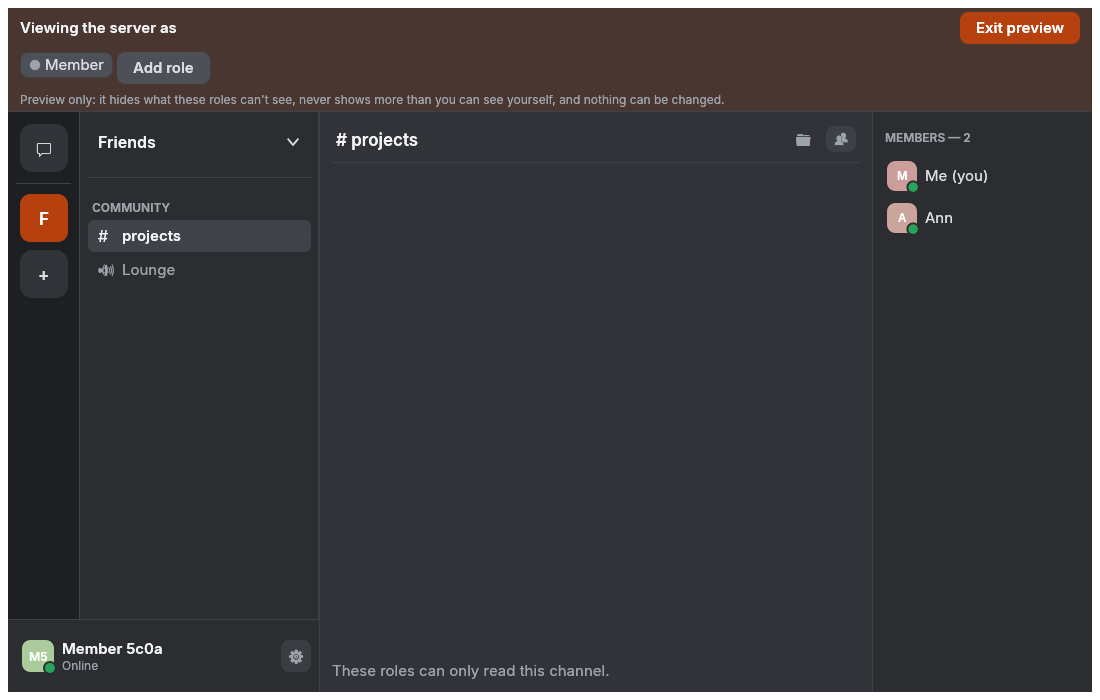 Viewing the server as
Exit preview
Member
Add role
Preview only: it hides what these roles can't see, never shows more than you can see yourself, and nothing can be changed.
Friends
# projects
MEMBERS — 2
M Me (you)
A Ann
F
+
COMMUNITY
# projects
Lounge
M5 Member 5c0a
Online
These roles can only read this channel.